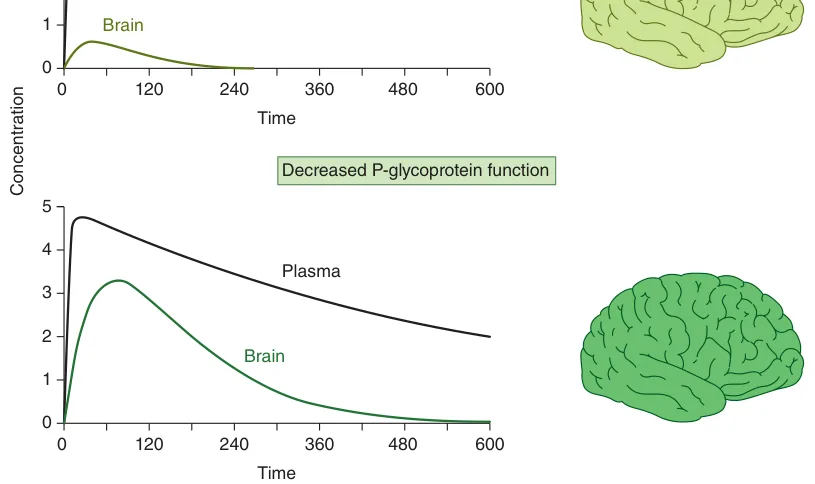 1
Brain
0
0 120 240 360 480 600
Time
Concentration
Decreased P-glycoprotein function
5
4
Plasma
3
2
Brain
1
0
0 120 240 360 480 600
Time